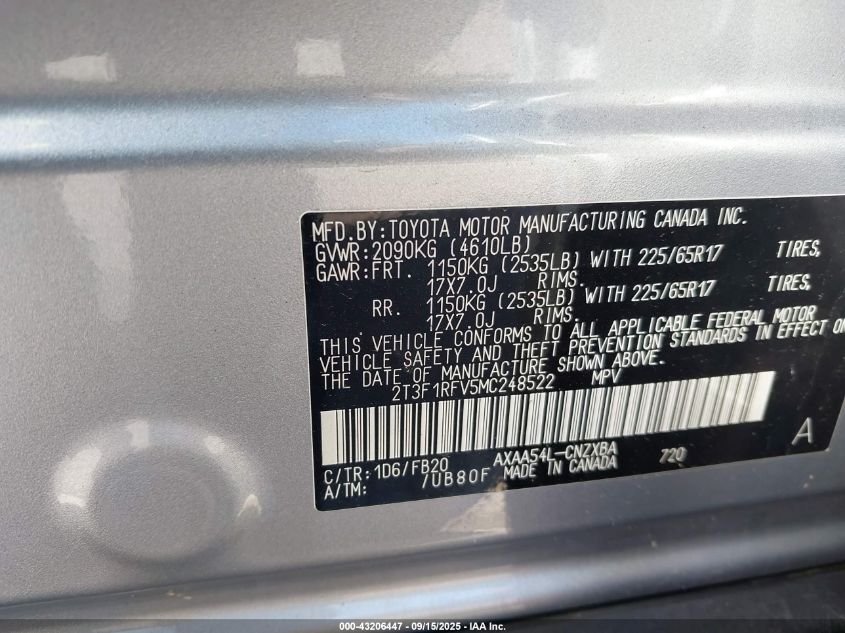 MFD.BY:TOYOTA MOTOR MANUFACTURING CANADA INC.
GVWR:2090KG (4610LB)
GAWR:FRT. 1150KG (2535LB) WITH 225/65R17 TIRES,
17X7.0J RIMS.
RR. 1150KG (2535LB) WITH 225/65R17 TIRES,
17X7.0J RIMS.
THIS VEHICLE CONFORMS TO ALL APPLICABLE FEDERAL MOTOR
VEHICLE SAFETY AND THEFT PREVENTION STANDARDS IN EFFECT ON
THE DATE OF MANUFACTURE SHOWN ABOVE.
2T3F1RFV5MC248522 MPV
C/TR:1D6/FB20 AXAA54L-CNZXBA 720 A
A/TM: /UB80F MADE IN CANADA
000-43206447 - 09/15/2025 - IAA Inc.